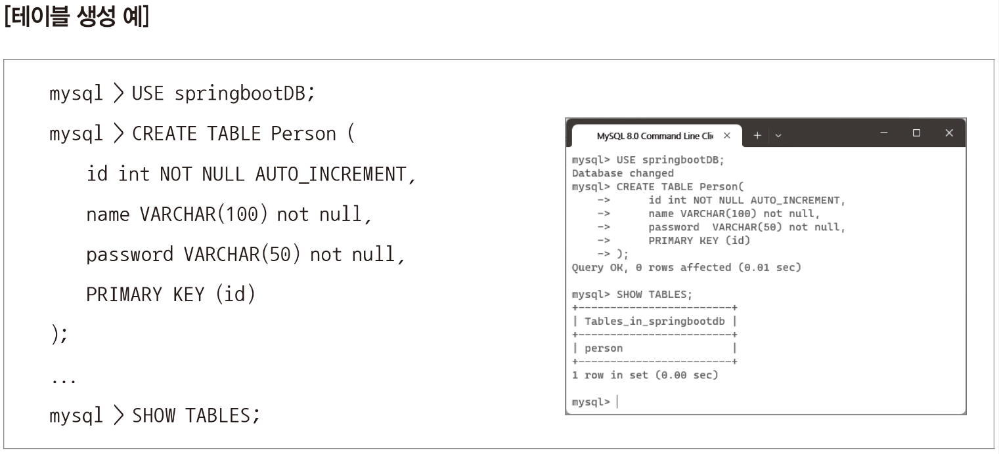 [테이블 생성 예]
mysql > USE springbootDB;
mysql > CREATE TABLE Person (
id int NOT NULL AUTO_INCREMENT,
name VARCHAR(100) not null,
password VARCHAR(50) not null,
PRIMARY KEY (id)
);
...
mysql > SHOW TABLES;
MySQL 8.0 Command Line Cli
mysql> USE springbootDB;
Database changed
mysql> CREATE TABLE Person(
-> id int NOT NULL AUTO_INCREMENT,
-> name VARCHAR(100) not null,
-> password  VARCHAR(50) not null,
-> PRIMARY KEY (id)
-> );
Query OK, 0 rows affected (0.01 sec)
mysql> SHOW TABLES;
+------------------------+
| Tables_in_springbootdb |
+------------------------+
| person                 |
+------------------------+
1 row in set (0.00 sec)
mysql>